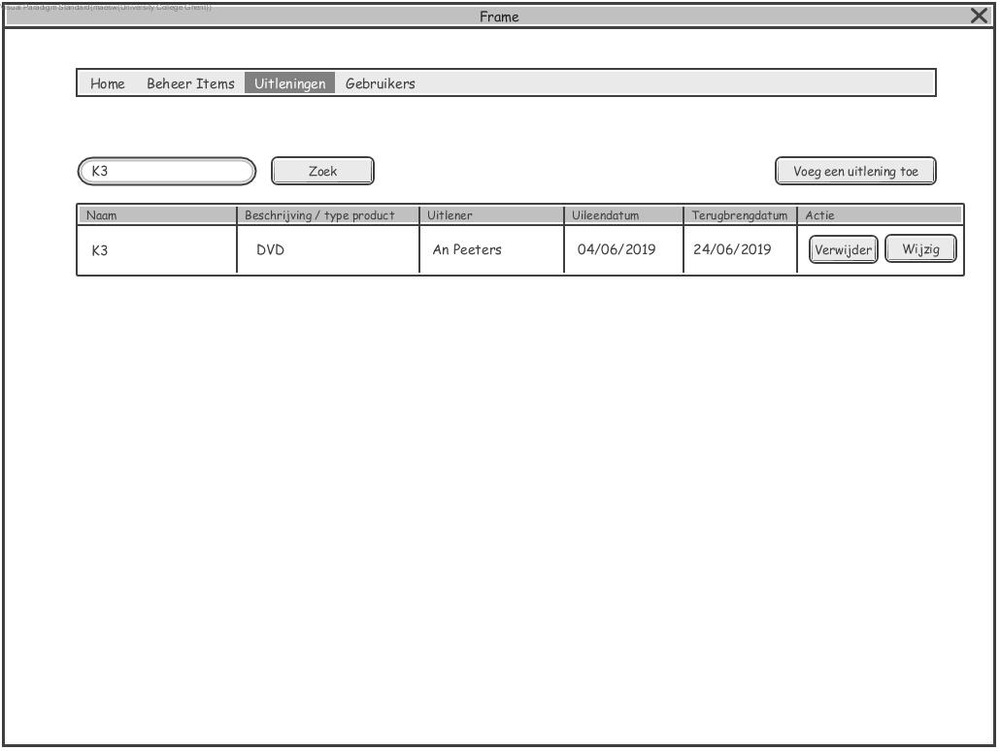 Visual Paradigm Standard(maesw(University College Ghent))
Frame
Home Beheer Items Uitleningen Gebruikers
K3 Zoek Voeg een uitlening toe
Naam Beschrijving / type product Uitlener Uileendatum Terugbrengdatum Actie
K3 DVD An Peeters 04/06/2019 24/06/2019 Verwijder Wijzig